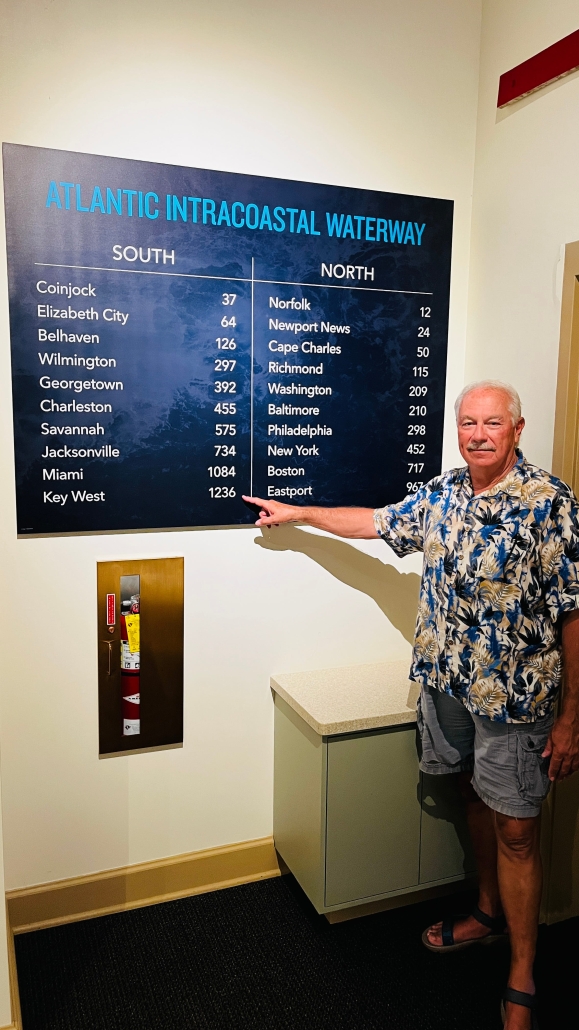 ATLANTIC INTRACOASTAL WATERWAY
SOUTH
Coinjock 37
Elizabeth City 64
Belhaven 126
Wilmington 297
Georgetown 392
Charleston 455
Savannah 575
Jacksonville 734
Miami 1084
Key West 1236
NORTH
Norfolk 12
Newport News 24
Cape Charles 50
Richmond 115
Washington 209
Baltimore 210
Philadelphia 298
New York 452
Boston 717
Eastport 967